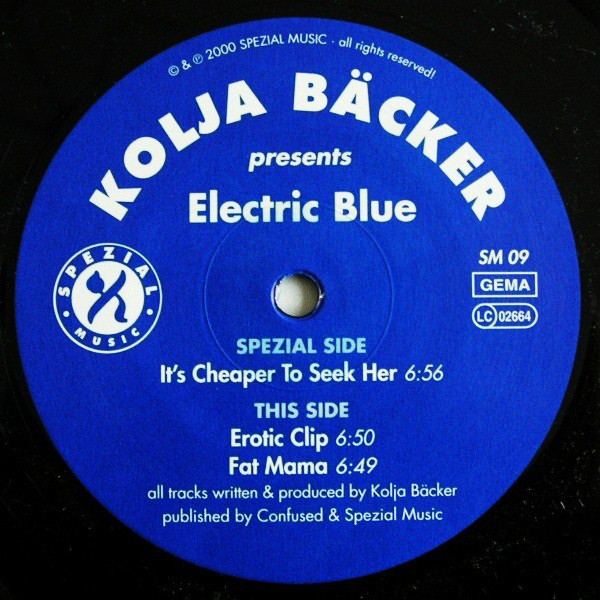 © & ℗ 2000 SPEZIAL MUSIC · all rights reserved!
KOLJA BÄCKER
presents
Electric Blue
SPEZIAL
MUSIC
SM 09
GEMA
LC 02664
SPEZIAL SIDE
It's Cheaper To Seek Her 6:56
THIS SIDE
Erotic Clip 6:50
Fat Mama 6:49
all tracks written & produced by Kolja Bäcker
published by Confused & Spezial Music